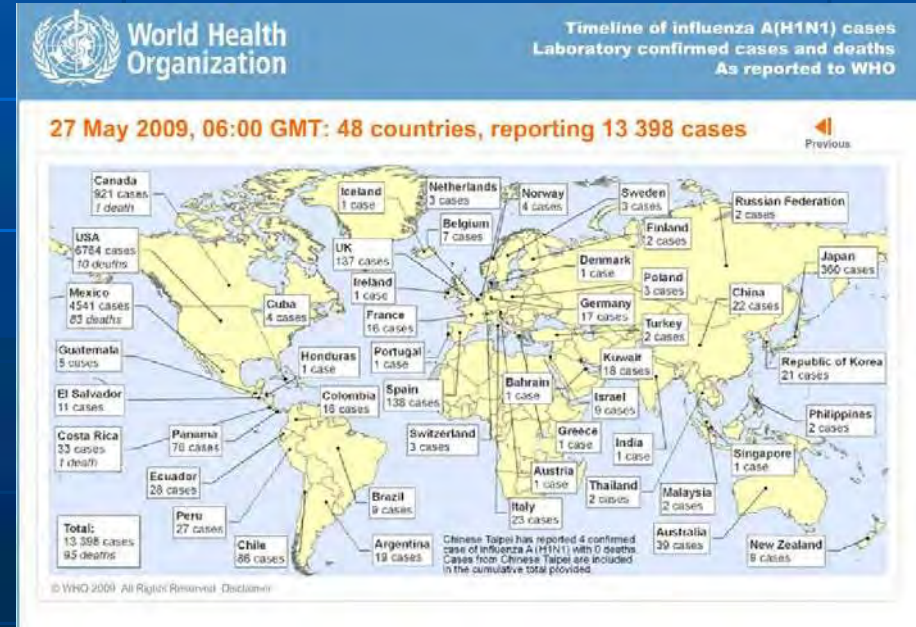 World Health
Organization
Timeline of influenza A(H1N1) cases
Laboratory confirmed cases and deaths
As reported to WHO
27 May 2009, 06:00 GMT: 48 countries, reporting 13 398 cases
Previous
Canada
921 cases
1 death
Iceland
1 case
Netherlands
3 cases
Norway
4 cases
Sweden
3 cases
Russian Federation
2 cases
USA
6764 cases
10 deaths
Belgium
7 cases
Finland
2 cases
UK
137 cases
Denmark
1 case
Japan
360 cases
Mexico
4541 cases
83 deaths
Cuba
4 cases
Ireland
1 case
Poland
3 cases
China
22 cases
France
16 cases
Germany
17 cases
Turkey
2 cases
Guatemala
5 cases
Honduras
1 case
Portugal
1 case
Kuwait
18 cases
Republic of Korea
21 cases
El Salvador
11 cases
Colombia
16 cases
Spain
138 cases
Bahrain
1 case
Israel
9 cases
Philippines
2 cases
Costa Rica
33 cases
1 death
Panama
76 cases
Switzerland
3 cases
Greece
1 case
India
1 case
Singapore
1 case
Ecuador
28 cases
Austria
1 case
Thailand
2 cases
Malaysia
2 cases
Peru
27 cases
Brazil
9 cases
Italy
23 cases
Total:
13 398 cases
95 deaths
Chile
86 cases
Argentina
19 cases
Chinese Taipei has reported 4 confirmed
case of influenza A (H1N1) with 0 deaths.
Cases from Chinese Taipei are included
in the cumulative total provided.
Australia
39 cases
New Zealand
9 cases
© WHO 2009. All Rights Reserved. Disclaimer